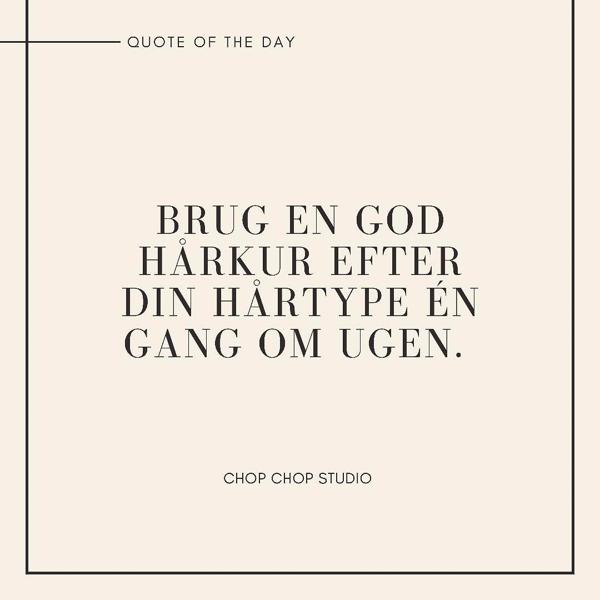 QUOTE OF THE DAY
BRUG EN GOD
HÅRKUR EFTER
DIN HÅRTYPE ÉN
GANG OM UGEN.
CHOP CHOP STUDIO